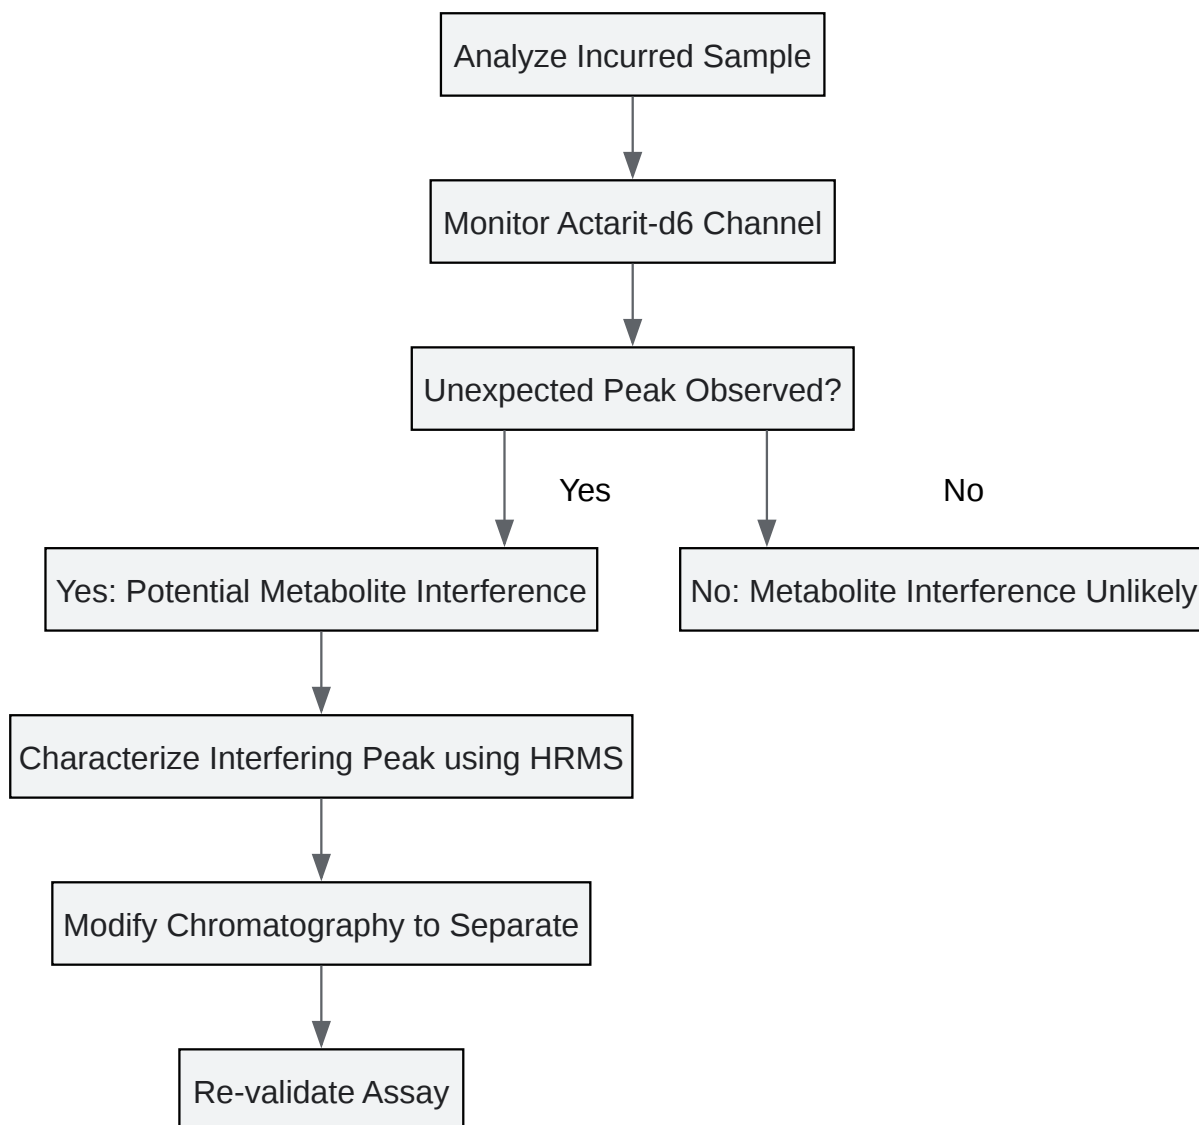 Analyze Incurred Sample
Monitor Actarit-d6 Channel
Unexpected Peak Observed?
Yes
No
Yes: Potential Metabolite Interference
No: Metabolite Interference Unlikely
Characterize Interfering Peak using HRMS
Modify Chromatography to Separate
Re-validate Assay